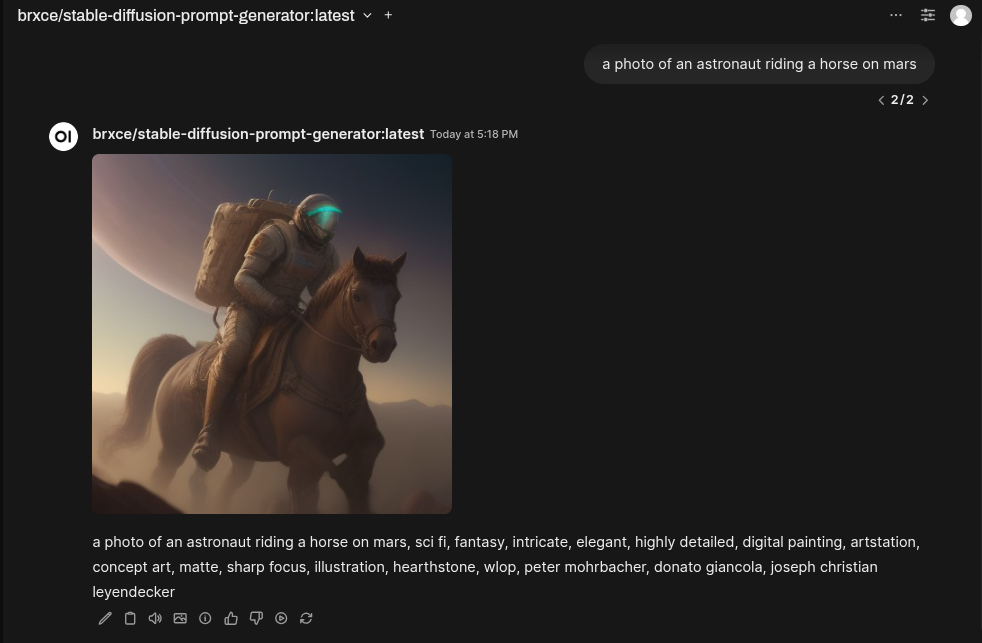 brxce/stable-diffusion-prompt-generator:latest
a photo of an astronaut riding a horse on mars
2/2
OI
brxce/stable-diffusion-prompt-generator:latest Today at 5:18 PM
a photo of an astronaut riding a horse on mars, sci fi, fantasy, intricate, elegant, highly detailed, digital painting, artstation,
concept art, matte, sharp focus, illustration, hearthstone, wlop, peter mohrbacher, donato giancola, joseph christian
leyendecker